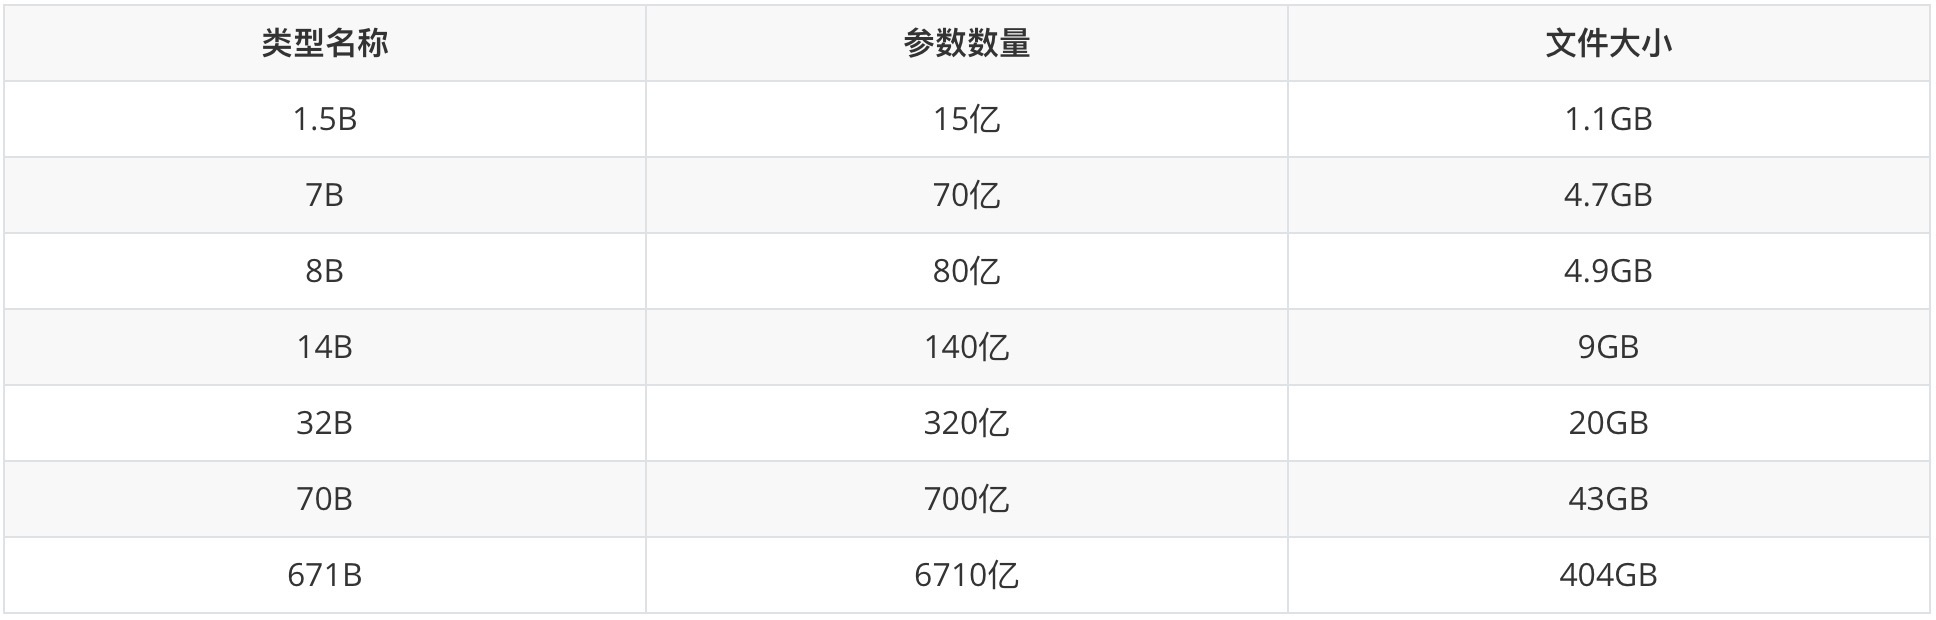 类型名称 参数数量 文件大小
1.5B 15亿 1.1GB
7B 70亿 4.7GB
8B 80亿 4.9GB
14B 140亿 9GB
32B 320亿 20GB
70B 700亿 43GB
671B 6710亿 404GB